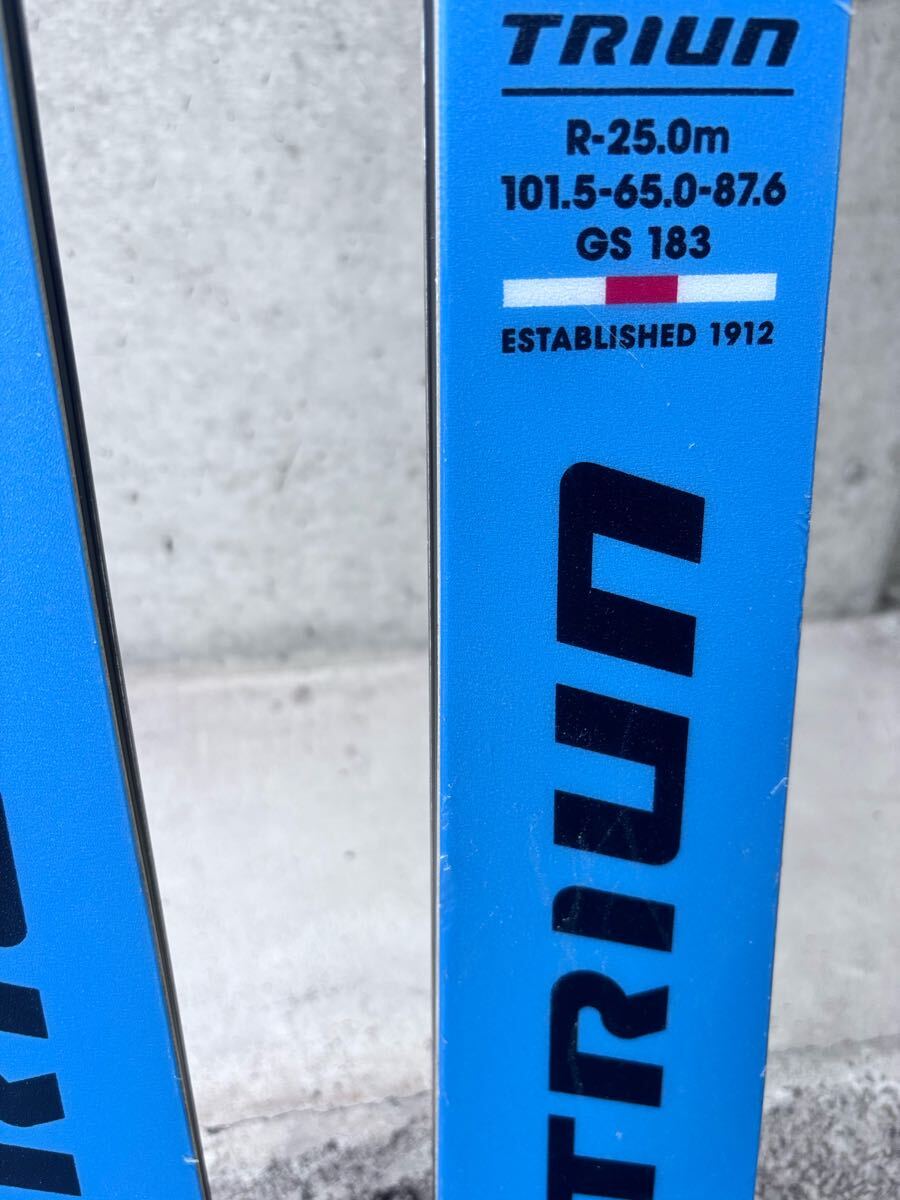 TRIUN
R-25.0m
101.5-65.0-87.6
GS 183
ESTABLISHED 1912
TRIUN